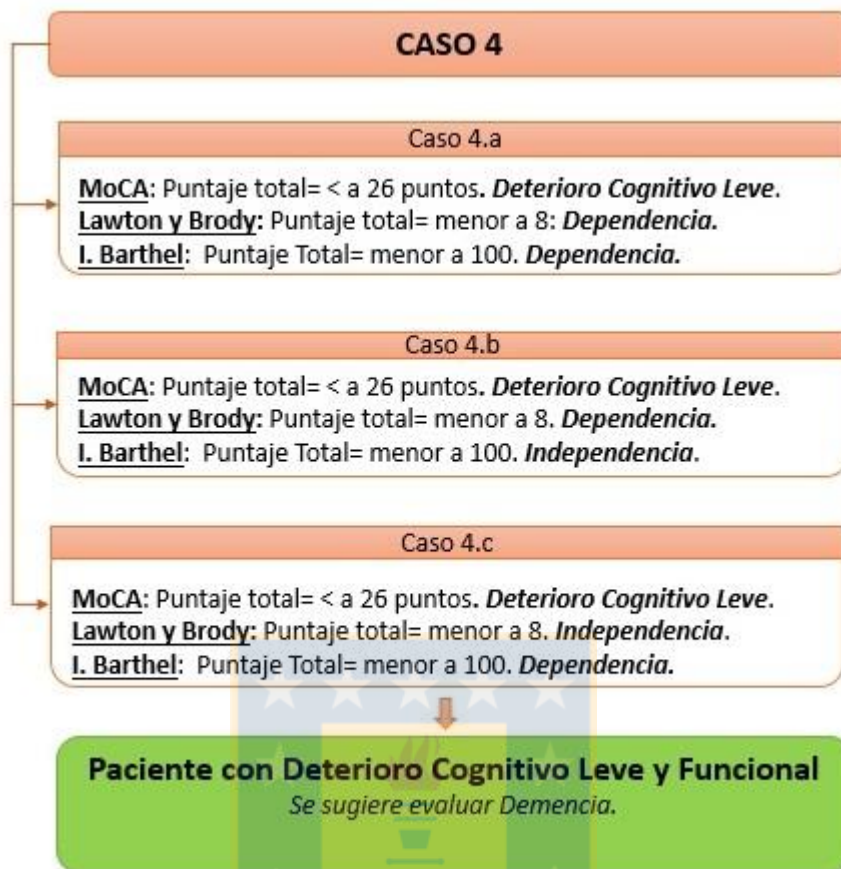 CASO 4
Caso 4.a
MoCA: Puntaje total= < a 26 puntos. Deterioro Cognitivo Leve.
Lawton y Brody: Puntaje total= menor a 8: Dependencia.
I. Barthel:  Puntaje Total= menor a 100. Dependencia.
Caso 4.b
MoCA: Puntaje total= < a 26 puntos. Deterioro Cognitivo Leve.
Lawton y Brody: Puntaje total= menor a 8. Dependencia.
I. Barthel:  Puntaje Total= menor a 100. Independencia.
Caso 4.c
MoCA: Puntaje total= < a 26 puntos. Deterioro Cognitivo Leve.
Lawton y Brody: Puntaje total= menor a 8. Independencia.
I. Barthel:  Puntaje Total= menor a 100. Dependencia.
Paciente con Deterioro Cognitivo Leve y Funcional
Se sugiere evaluar Demencia.